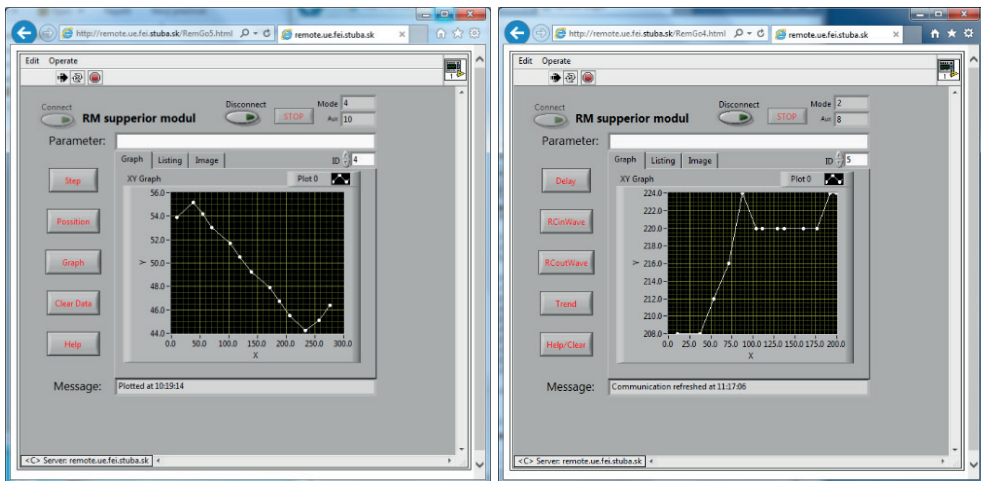 http://remote.ue.fei.stuba.sk/RemGo5.html
remote.ue.fei.stuba.sk
Edit Operate
1
Connect
RM supperior modul
Disconnect
STOP
Mode 4
Aux 10
Parameter:
Graph Listing Image ID 4
Step
Possition
Graph
Clear Data
Help
XY Graph Plot 0
56.0
54.0
52.0
50.0
48.0
46.0
44.0
Y
0.0 50.0 100.0 150.0 200.0 250.0 300.0
X
Message: Plotted at 10:19:14
<C> Server: remote.ue.fei.stuba.sk
http://remote.ue.fei.stuba.sk/RemGo4.html
remote.ue.fei.stuba.sk
Edit Operate
1
Connect
RM supperior modul
Disconnect
STOP
Mode 2
Aux 8
Parameter:
Graph Listing Image ID 5
Delay
RCinWave
RCoutWave
Trend
Help/Clear
XY Graph Plot 0
224.0
222.0
220.0
218.0
216.0
214.0
212.0
210.0
208.0
Y
0.0 25.0 50.0 75.0 100.0 125.0 150.0 175.0 200.0
X
Message: Communication refreshed at 11:17:06
<C> Server: remote.ue.fei.stuba.sk